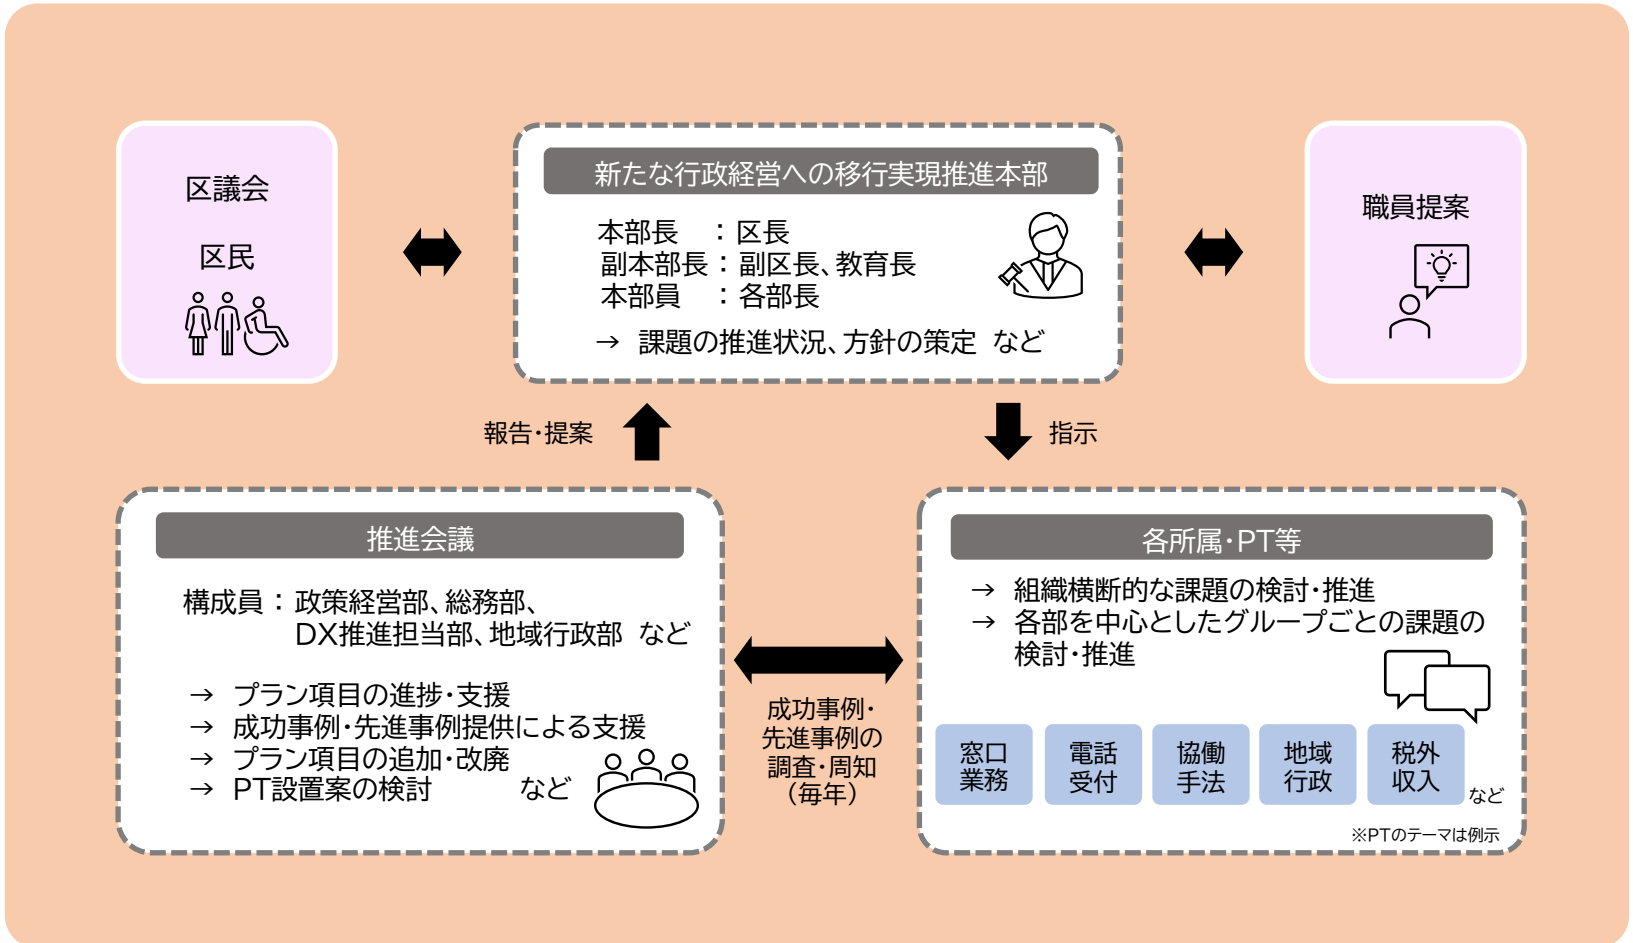 区議会
区民
新たな行政経営への移行実現推進本部
本部長　：区長
副本部長：副区長、教育長
本部員　：各部長
→ 課題の推進状況、方針の策定 など
職員提案
報告・提案
指示
推進会議
構成員：政策経営部、総務部、
DX推進担当部、地域行政部 など
→ プラン項目の進捗・支援
→ 成功事例・先進事例提供による支援
→ プラン項目の追加・改廃
→ PT設置案の検討　　など
成功事例・
先進事例の
調査・周知
（毎年）
各所属・PT等
→ 組織横断的な課題の検討・推進
→ 各部を中心としたグループごとの課題の
検討・推進
窓口
業務
電話
受付
協働
手法
地域
行政
税外
収入
など
※PTのテーマは例示